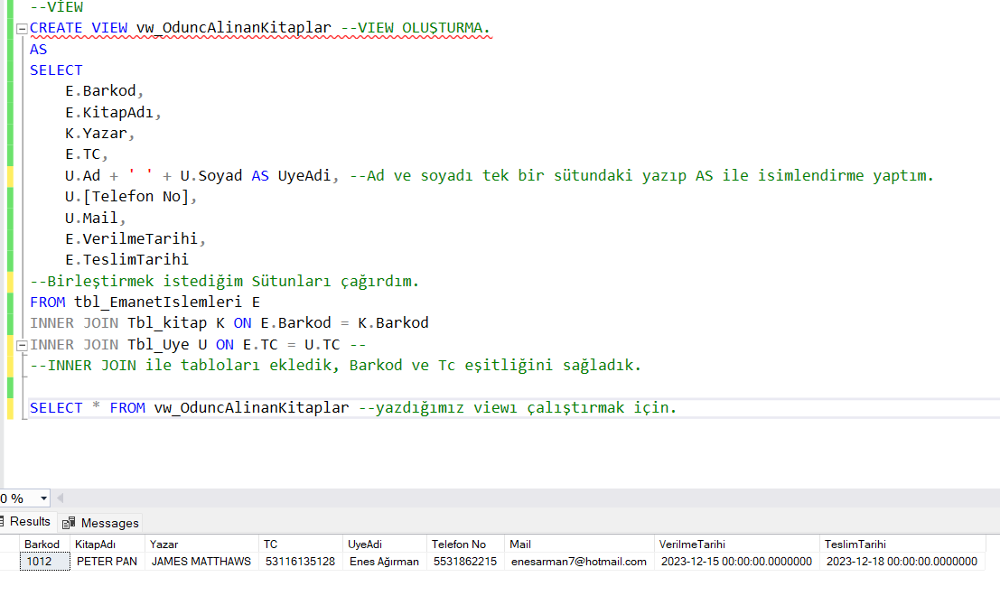 --VİEW
CREATE VIEW vw_OduncAlinanKitaplar --VIEW OLUŞTURMA.
AS
SELECT
E.Barkod,
E.KitapAdı,
K.Yazar,
E.TC,
U.Ad + ' ' + U.Soyad AS UyeAdi, --Ad ve soyadı tek bir sütundaki yazıp AS ile isimlendirme yaptım.
U.[Telefon No],
U.Mail,
E.VerilmeTarihi,
E.TeslimTarihi
--Birleştirmek istediğim Sütunları çağırdım.
FROM tbl_EmanetIslemleri E
INNER JOIN Tbl_kitap K ON E.Barkod = K.Barkod
INNER JOIN Tbl_Uye U ON E.TC = U.TC --
--INNER JOIN ile tabloları ekledik, Barkod ve Tc eşitliğini sağladık.
SELECT * FROM vw_OduncAlinanKitaplar --yazdığımız viewı çalıştırmak için.
0 %
Results Messages
Barkod KitapAdı Yazar TC UyeAdi Telefon No Mail VerilmeTarihi TeslimTarihi
1012 PETER PAN JAMES MATTHAWS 53116135128 Enes Ağırman 5531862215 enesarman7@hotmail.com 2023-12-15 00:00:00.0000000 2023-12-18 00:00:00.0000000